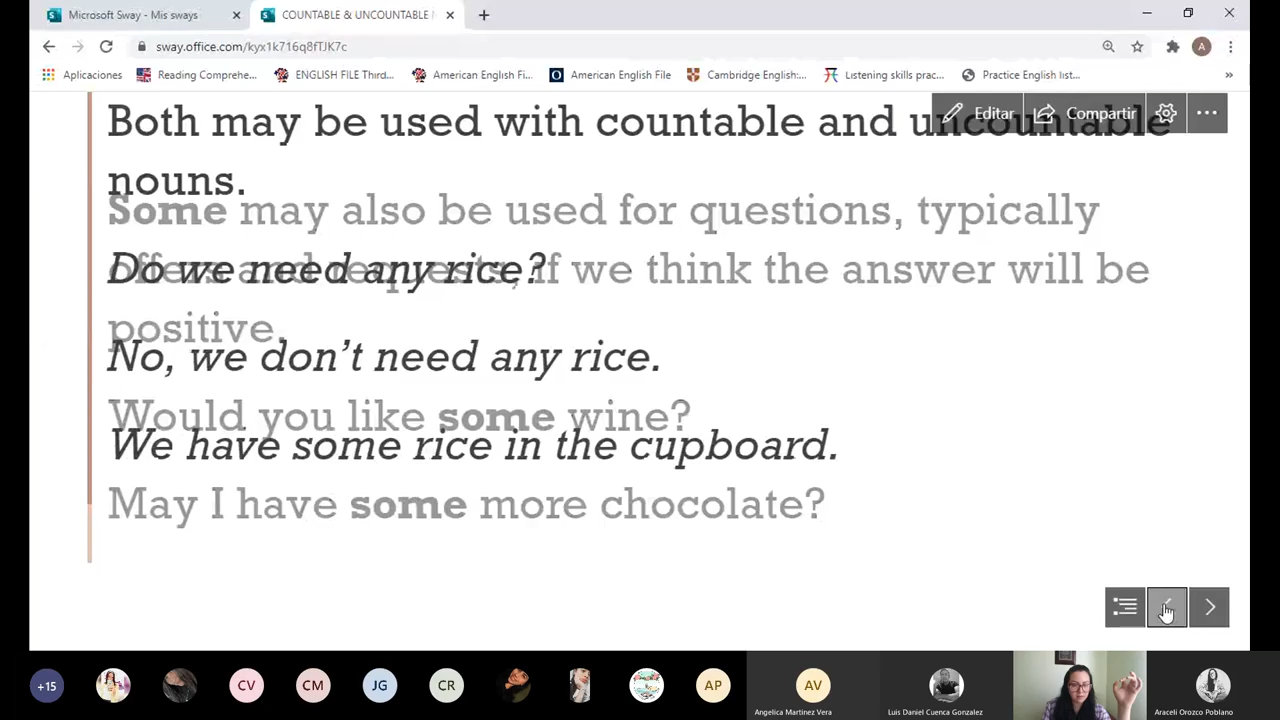 Microsoft Sway - Mis sways
COUNTABLE & UNCOUNTABLE
sway.office.com/kyx1k716q8fTJK7c
Aplicaciones
Reading Comprehe...
ENGLISH FILE Third...
American English Fi...
American English File
Cambridge English:...
Listening skills prac...
Practice English list...
»
Editar
Compartir
Both may be used with countable and uncountable
nouns.
Some may also be used for questions, typically
offers and requests, if we think the answer will be
positive.
Do we need any rice?
No, we don't need any rice.
Would you like some wine?
We have some rice in the cupboard.
May I have some more chocolate?
A
+15
CV
CM
JG
CR
AP
AV
Angelica Martinez Vera
Luis Daniel Cuenca Gonzalez
Araceli Orozco Poblano